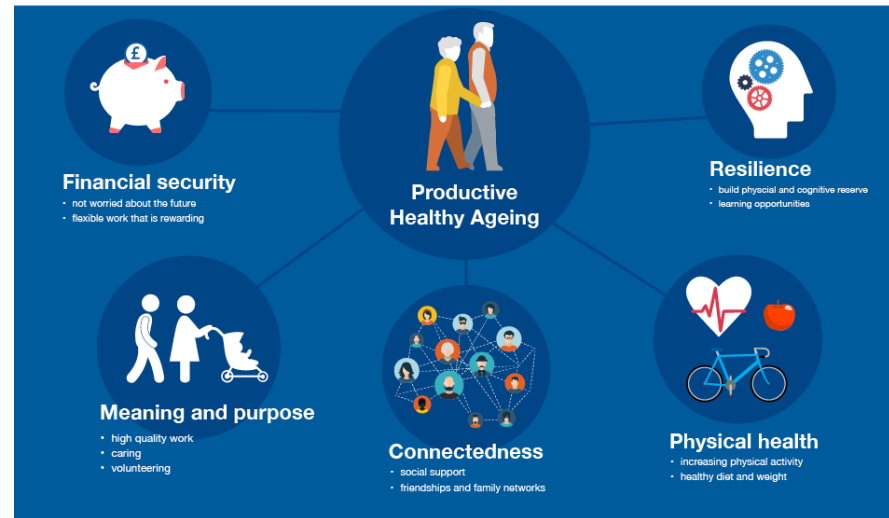 £
Productive
Healthy Ageing
Financial security
• not worried about the future
• flexible work that is rewarding
Resilience
• build physcial and cognitive reserve
• learning opportunities
Meaning and purpose
• high quality work
• caring
• volunteering
Connectedness
• social support
• friendships and family networks
Physical health
• increasing physical activity
• healthy diet and weight